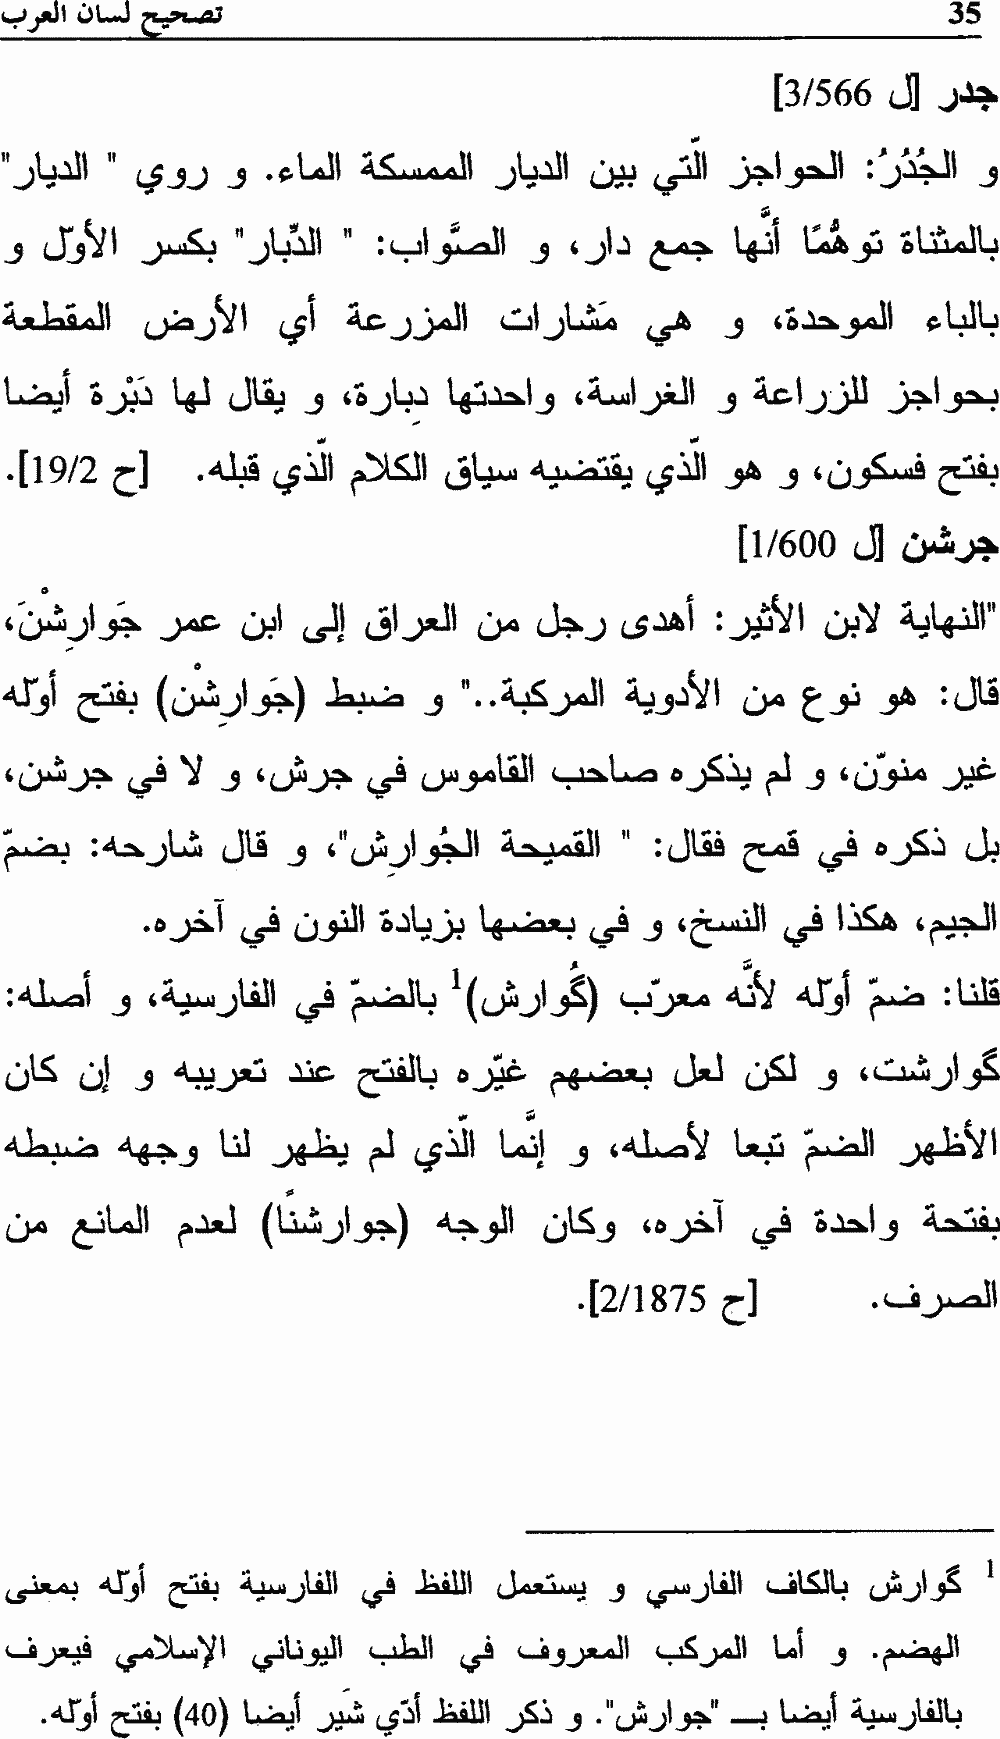 35 تصحيح لسان العرب
جدر [ل 3/566]
و الجُدُرُ: الحواجز الّتي بين الديار الممسكة الماء. و روي " الديار"
بالمثناة توهُّمًا أنَّها جمع دار، و الصَّواب: " الدِّبار" بكسر الأوّل و
بالباء الموحدة، و هي مَشارات المزرعة أي الأرض المقطعة
بحواجز للزراعة و الغراسة، واحدتها دِبارة، و يقال لها دَبْرة أيضا
بفتح فسكون، و هو الّذي يقتضيه سياق الكلام الّذي قبله. [ح 19/2].
جرشن [ل 1/600]
"النهاية لابن الأثير: أهدى رجل من العراق إلى ابن عمر جَوارِشْنَ،
قال: هو نوع من الأدوية المركبة.." و ضبط (جَوارِشْن) بفتح أوّله
غير منوّن، و لم يذكره صاحب القاموس في جرش، و لا في جرشن،
بل ذكره في قمح فقال: " القميحة الجُوارِش"، و قال شارحه: بضمّ
الجيم، هكذا في النسخ، و في بعضها بزيادة النون في آخره.
قلنا: ضمّ أوّله لأنَّه معرّب (گُوارش)1 بالضمّ في الفارسية، و أصله:
گوارشت، و لكن لعل بعضهم غيّره بالفتح عند تعريبه و إن كان
الأظهر الضمّ تبعا لأصله، و إنَّما الّذي لم يظهر لنا وجهه ضبطه
بفتحة واحدة في آخره، وكان الوجه (جوارشنًا) لعدم المانع من
الصرف. [ح 2/1875].
1 گوارش بالكاف الفارسي و يستعمل اللفظ في الفارسية بفتح أوّله بمعنى
الهضم. و أما المركب المعروف في الطب اليوناني الإسلامي فيعرف
بالفارسية أيضا بـ "جوارش". و ذكر اللفظ أدّي شَير أيضا (40) بفتح أوّله.